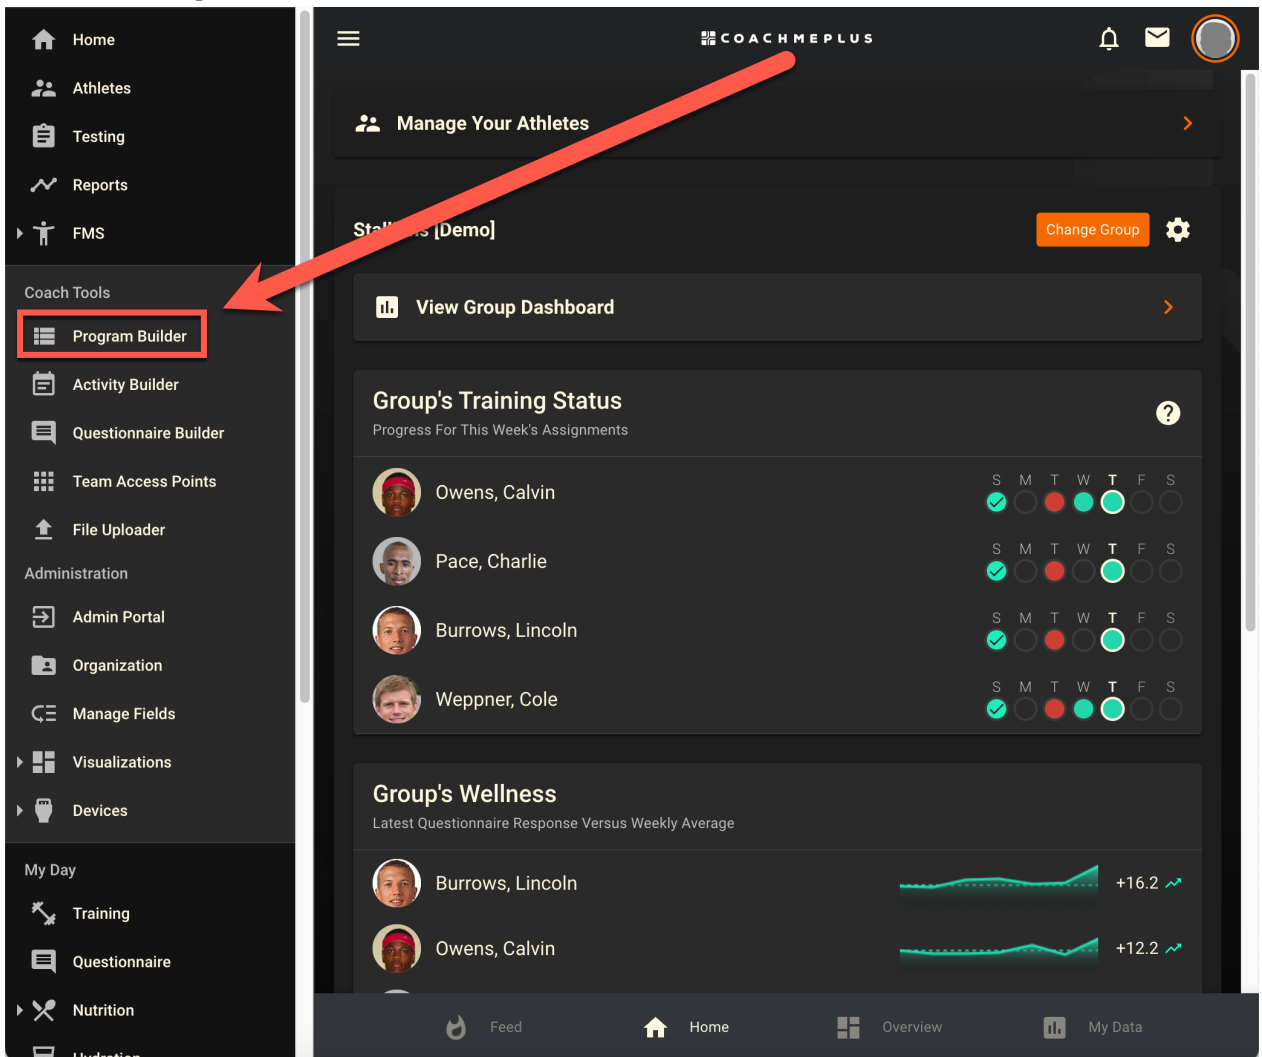 Home
Athletes
Testing
Reports
FMS
Coach Tools
Program Builder
Activity Builder
Questionnaire Builder
Team Access Points
File Uploader
Administration
Admin Portal
Organization
Manage Fields
Visualizations
Devices
My Day
Training
Questionnaire
Nutrition
COACHMEPLUS
Manage Your Athletes
[Demo]
Change Group
View Group Dashboard
Group's Training Status
Progress For This Week's Assignments
S M T W T F S
Owens, Calvin
S M T W T F S
Pace, Charlie
S M T W T F S
Burrows, Lincoln
S M T W T F S
Weppner, Cole
Group's Wellness
Latest Questionnaire Response Versus Weekly Average
Burrows, Lincoln
+16.2
Owens, Calvin
+12.2
Feed
Home
Overview
My Data